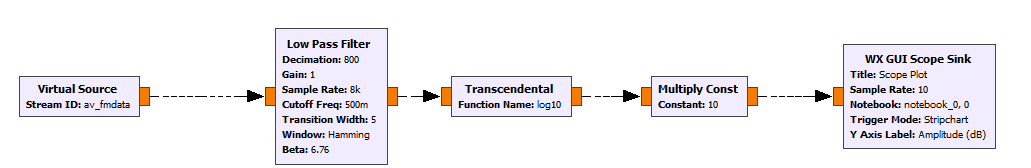 Virtual Source
Stream ID: av_fmdata
Low Pass Filter
Decimation: 800
Gain: 1
Sample Rate: 8k
Cutoff Freq: 500m
Transition Width: 5
Window: Hamming
Beta: 6.76
Transcendental
Function Name: log10
Multiply Const
Constant: 10
WX GUI Scope Sink
Title: Scope Plot
Sample Rate: 10
Notebook: notebook_0, 0
Trigger Mode: Stripchart
Y Axis Label: Amplitude (dB)